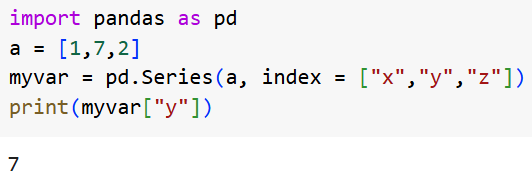 import pandas as pd
a = [1,7,2]
myvar = pd.Series(a, index = ["x","y","z"])
print(myvar["y"])
7